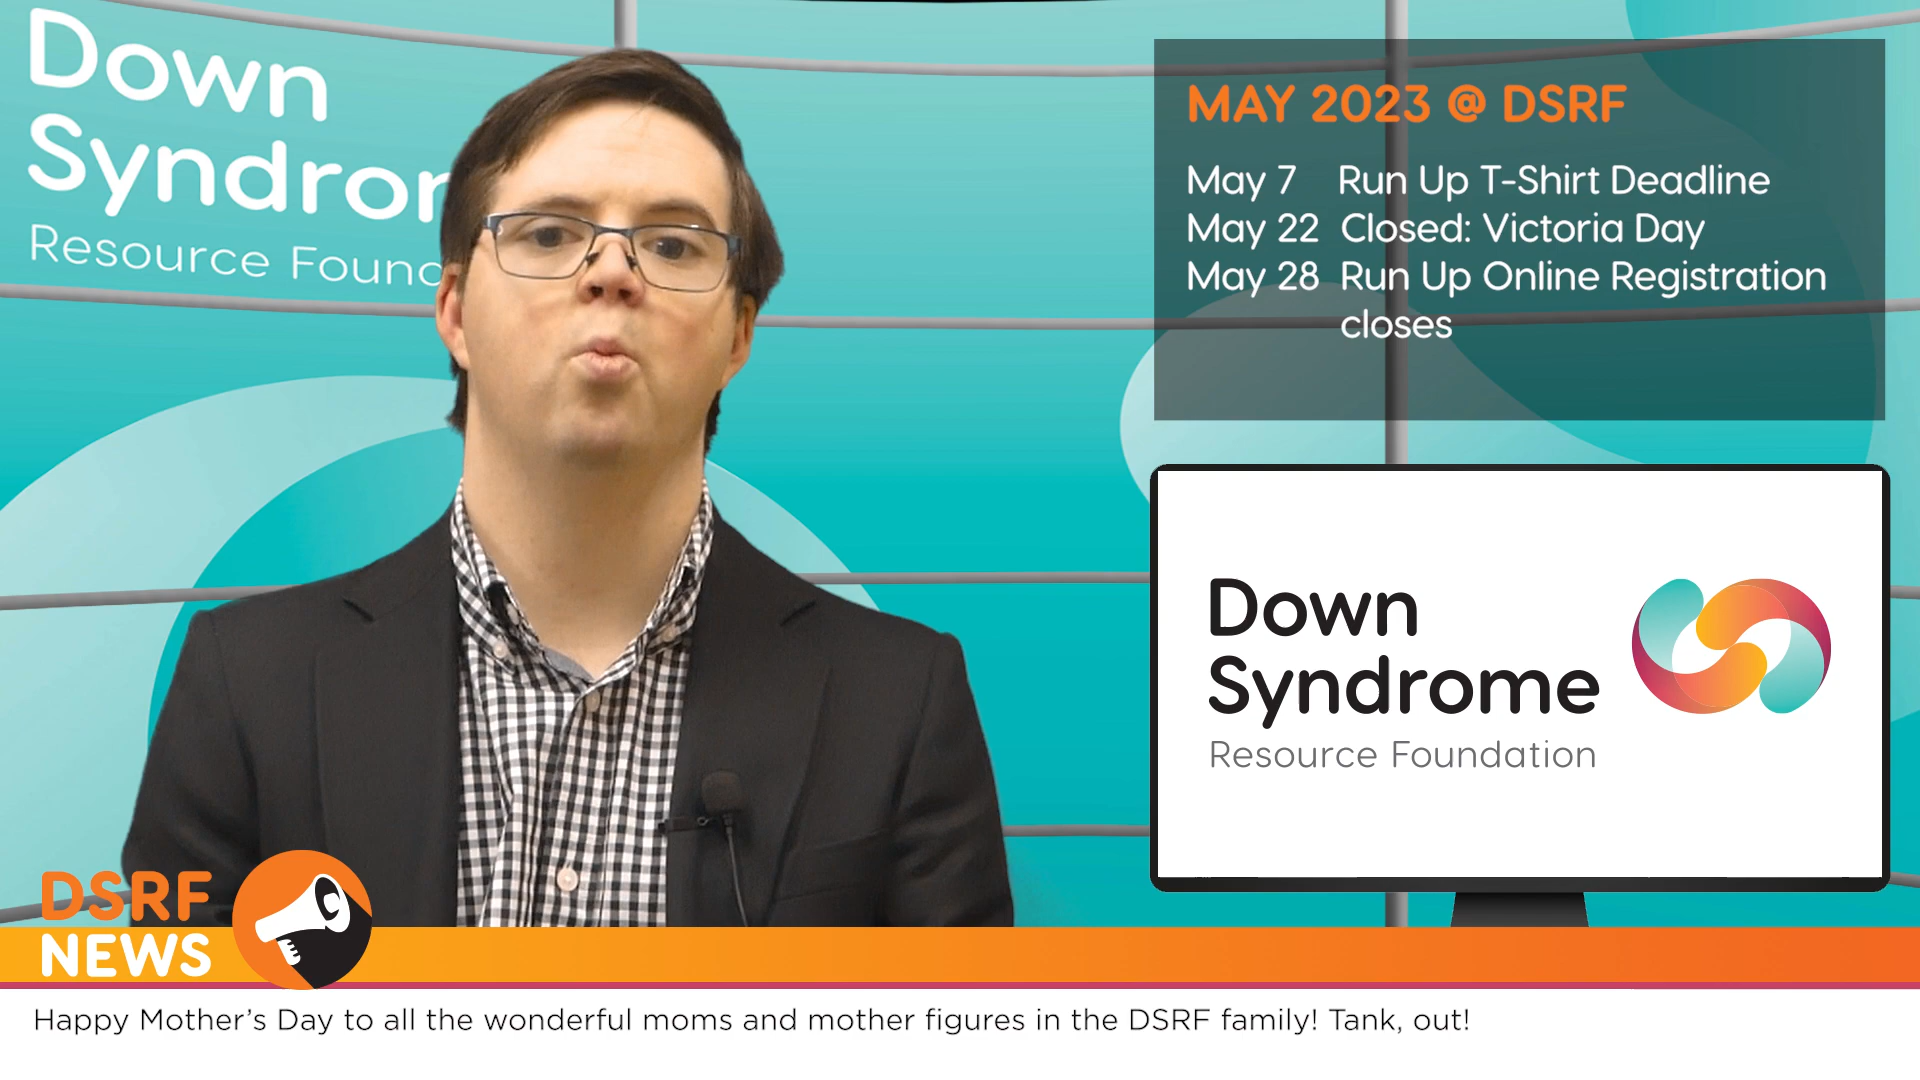 Down
Syndrom
Resource Found
MAY 2023 @ DSRF
May 7 Run Up T-Shirt Deadline
May 22 Closed: Victoria Day
May 28 Run Up Online Registration
closes
Down
Syndrome
Resource Foundation
DSRF
NEWS
Happy Mother's Day to all the wonderful moms and mother figures in the DSRF family! Tank, out!